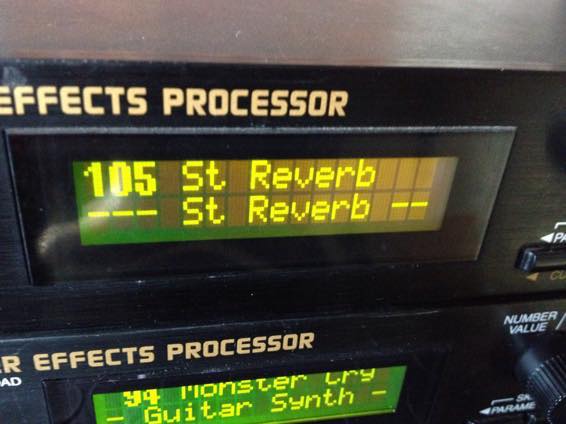 EFFECTS PROCESSOR
105 St Reverb
--- St Reverb --
NUMBER
VALUE
EFFECTS PROCESSOR
94 Monster Cry
- Guitar Synth -